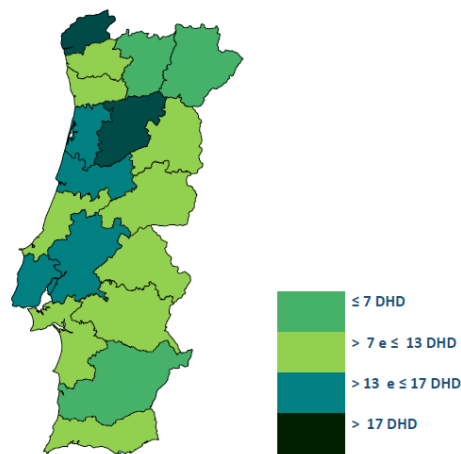 ≤ 7 DHD
> 7 e ≤ 13 DHD
> 13 e ≤ 17 DHD
> 17 DHD